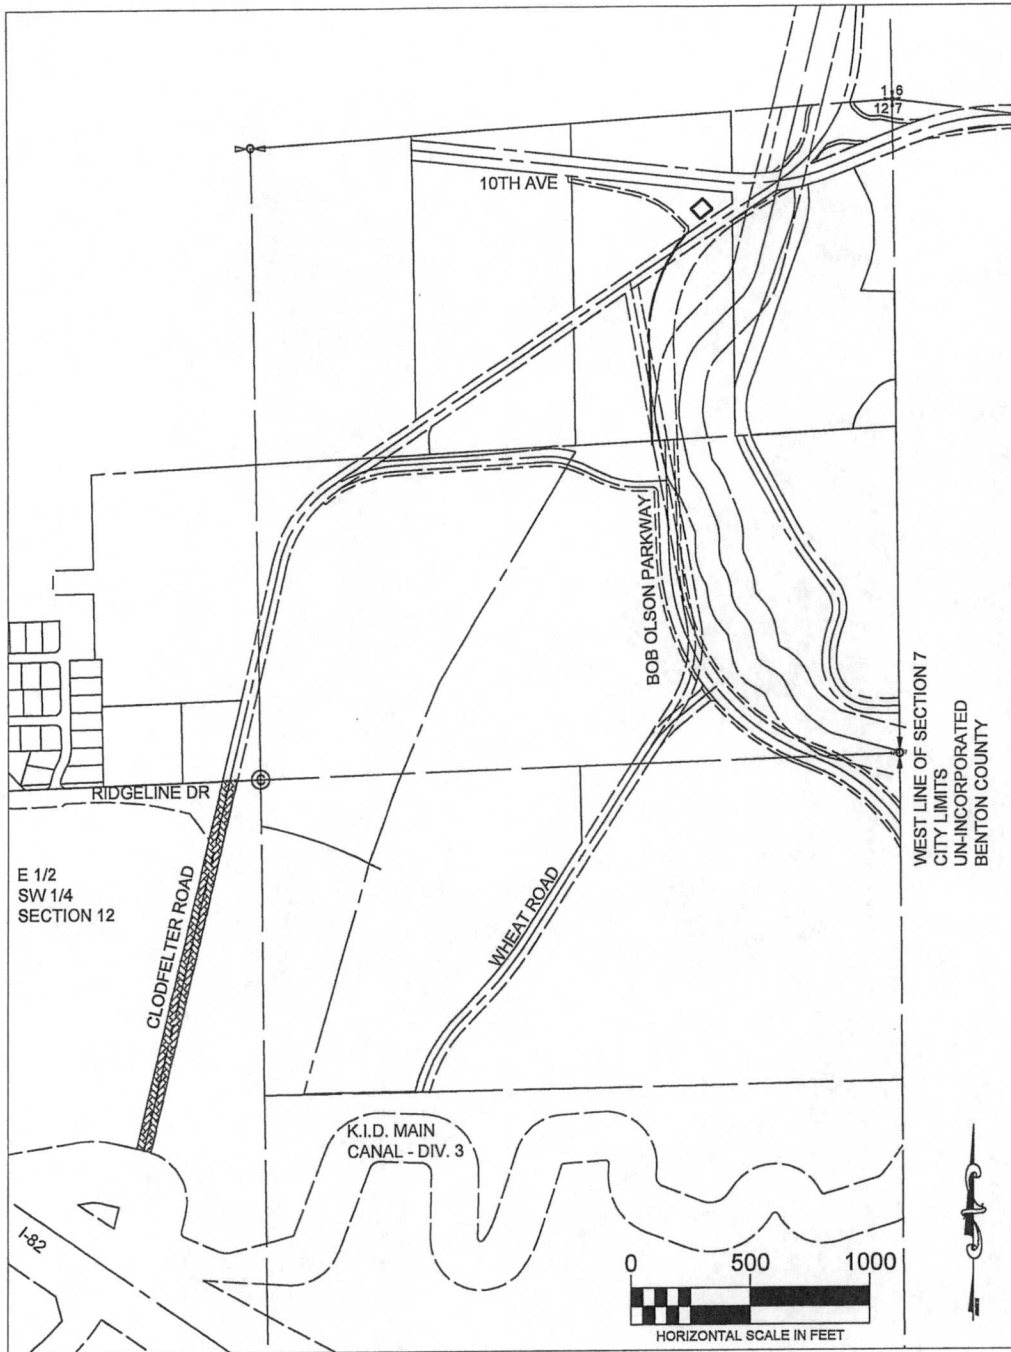 1 6
12 7
10TH AVE
BOB OLSON PARKWAY
RIDGELINE DR
E 1/2
SW 1/4
SECTION 12
CLODFELTER ROAD
WHEAT ROAD
WEST LINE OF SECTION 7
CITY LIMITS
UN-INCORPORATED
BENTON COUNTY
K.I.D. MAIN
CANAL - DIV. 3
I-82
0 500 1000
HORIZONTAL SCALE IN FEET